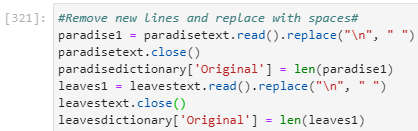 [321]: #Remove new lines and replace with spaces#
paradise1 = paradisetext.read().replace("\n", " ")
paradisetext.close()
paradisedictionary['Original'] = len(paradise1)
leaves1 = leavestext.read().replace("\n", " ")
leavestext.close()
leavesdictionary['Original'] = len(leaves1)